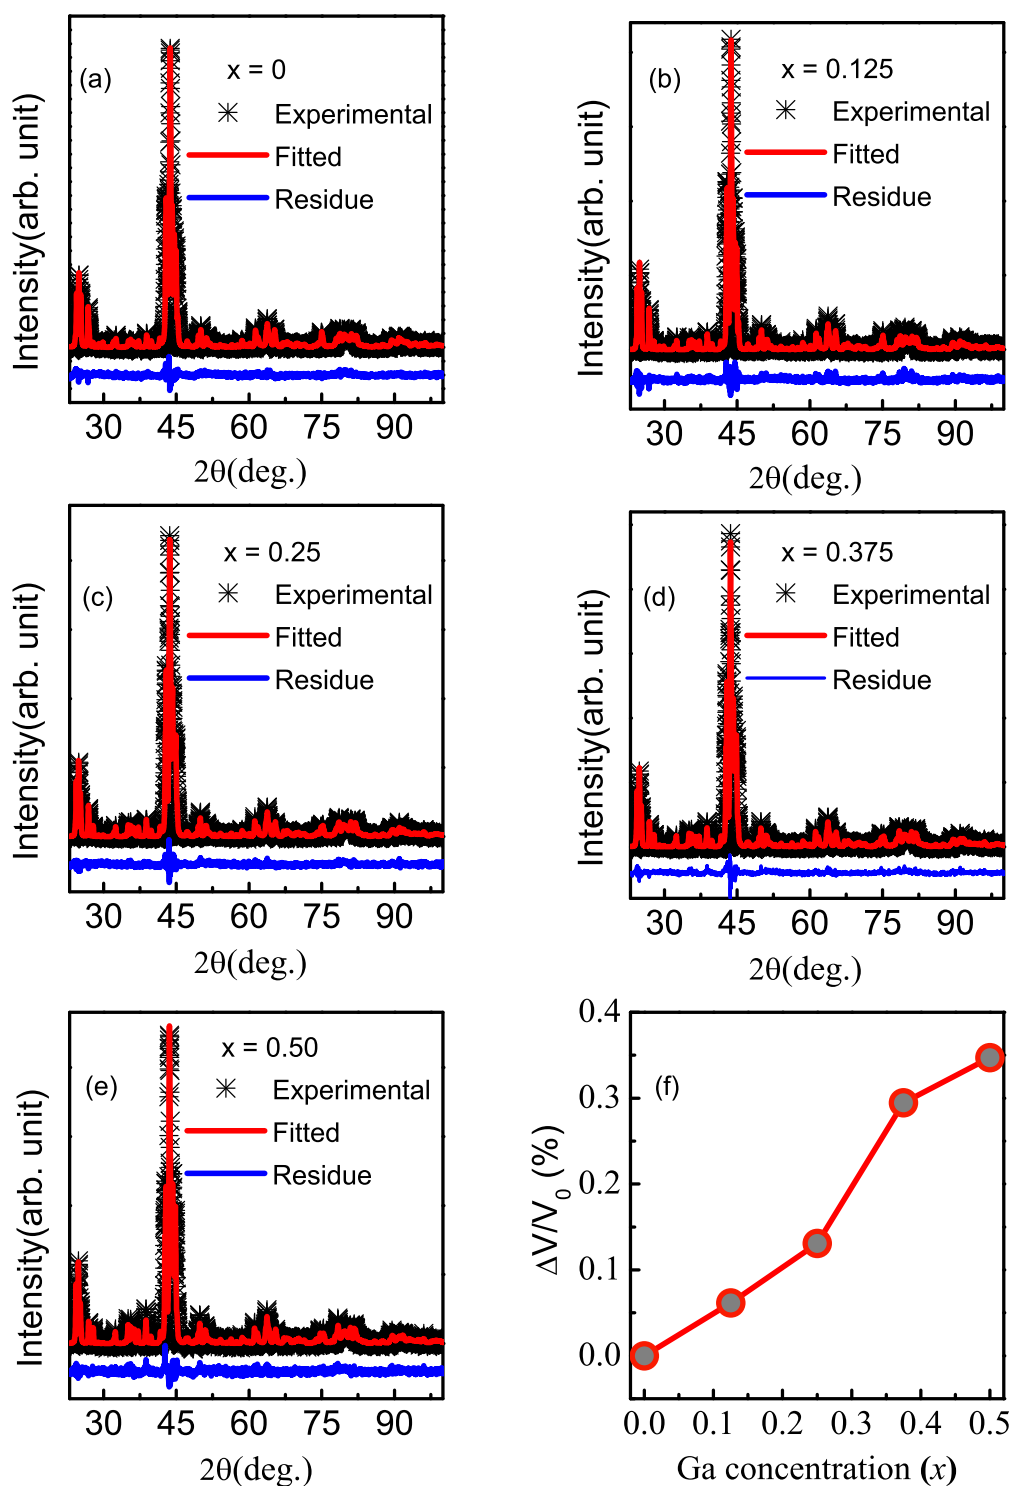 (a)
x = 0
Experimental
Fitted
Residue
Intensity(arb. unit)
30 45 60 75 90
2θ(deg.)
(b)
x = 0.125
Experimental
Fitted
Residue
Intensity(arb. unit)
30 45 60 75 90
2θ(deg.)
(c)
x = 0.25
Experimental
Fitted
Residue
Intensity(arb. unit)
30 45 60 75 90
2θ(deg.)
(d)
x = 0.375
Experimental
Fitted
Residue
Intensity(arb. unit)
30 45 60 75 90
2θ(deg.)
(e)
x = 0.50
Experimental
Fitted
Residue
Intensity(arb. unit)
30 45 60 75 90
2θ(deg.)
(f)
0.4
0.3
0.2
0.1
0.0
ΔV/V₀ (%)
0.0 0.1 0.2 0.3 0.4 0.5
Ga concentration (x)